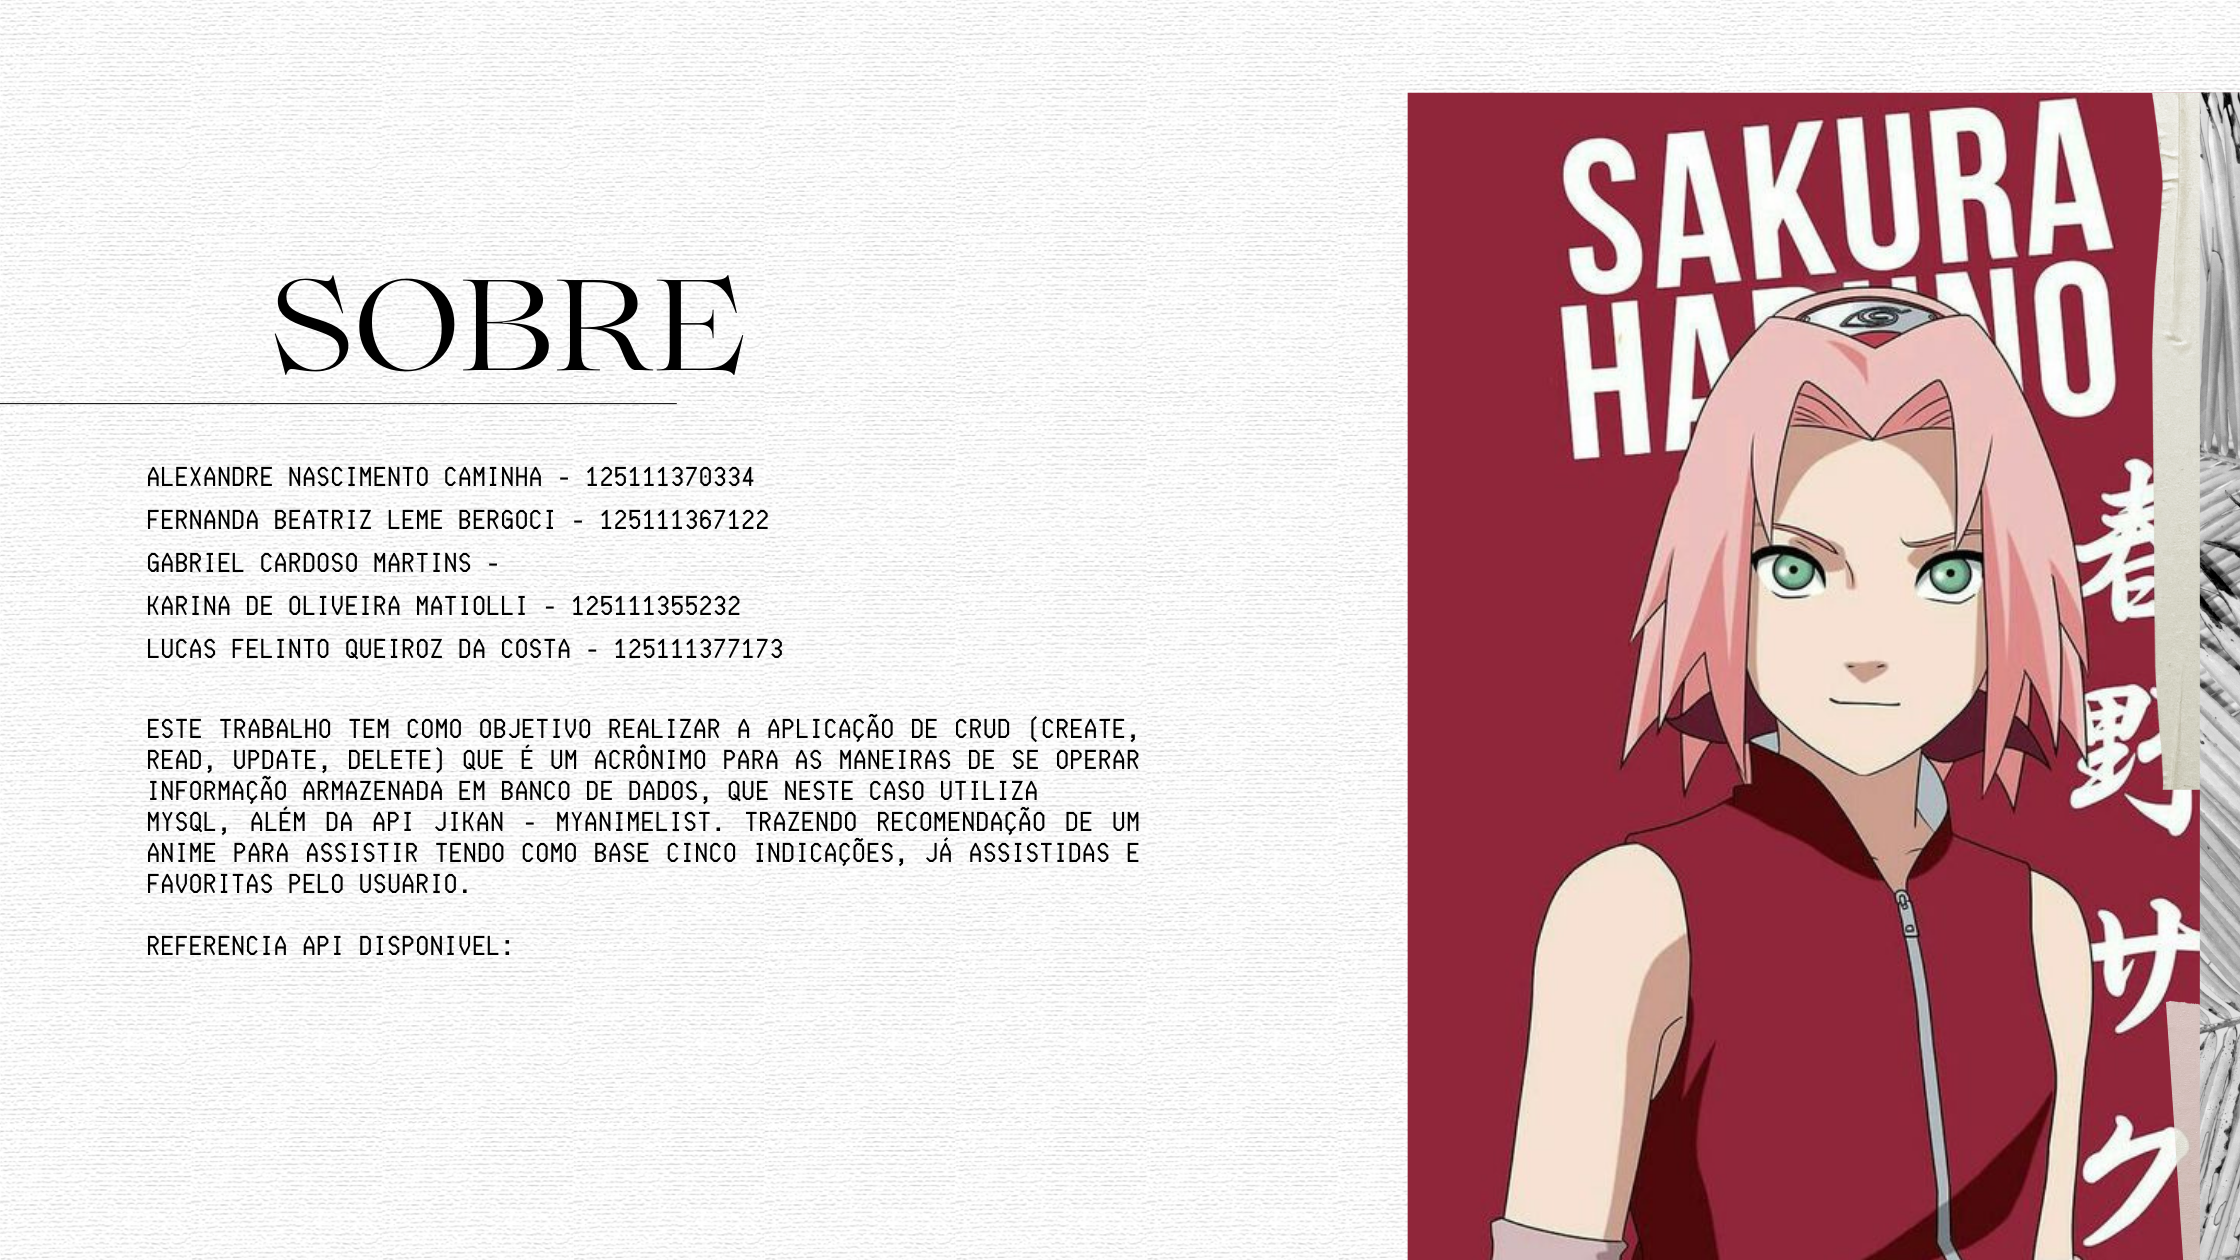 SOBRE
ALEXANDRE NASCIMENTO CAMINHA - 125111370334
FERNANDA BEATRIZ LEME BERGOCI - 125111367122
GABRIEL CARDOSO MARTINS -
KARINA DE OLIVEIRA MATIOLLI - 125111355232
LUCAS FELINTO QUEIROZ DA COSTA - 125111377173
ESTE TRABALHO TEM COMO OBJETIVO REALIZAR A APLICAÇÃO DE CRUD (CREATE,
READ, UPDATE, DELETE) QUE É UM ACRÔNIMO PARA AS MANEIRAS DE SE OPERAR
INFORMAÇÃO ARMAZENADA EM BANCO DE DADOS, QUE NESTE CASO UTILIZA
MYSQL, ALÉM DA API JIKAN - MYANIMELIST. TRAZENDO RECOMENDAÇÃO DE UM
ANIME PARA ASSISTIR TENDO COMO BASE CINCO INDICAÇÕES, JÁ ASSISTIDAS E
FAVORITAS PELO USUARIO.
REFERENCIA API DISPONIVEL:
SAKURA
HARUNO
春野サク